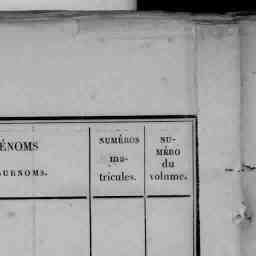 ÉNOMS
URNOMS.
NUMÉROS
ma-
tricules.
NU-
MÉRO
du
volume.